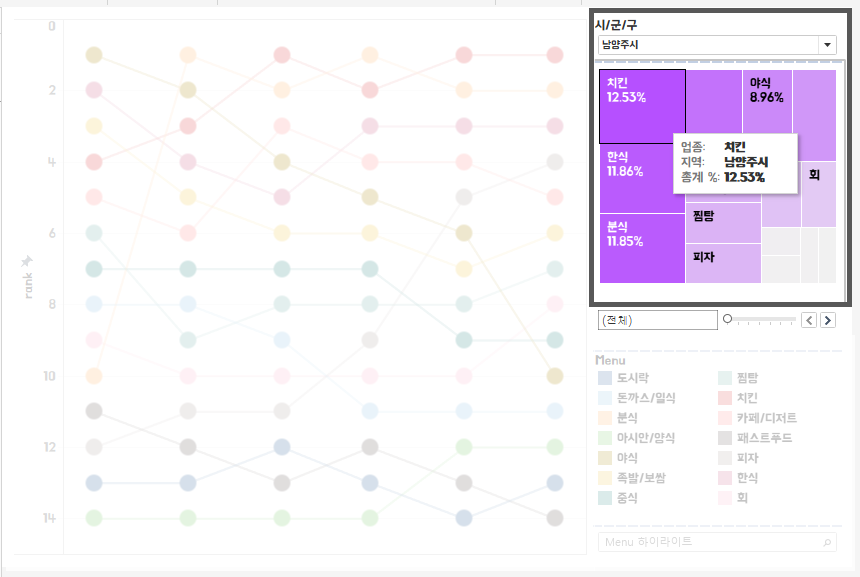 0
2
4
6
8
10
12
14
rank
시/군/구
남양주시
치킨
12.53%
야식
8.96%
한식
11.86%
업종: 치킨
지역: 남양주시
총계 %: 12.53%
회
분식
11.85%
찜탕
피자
(전체)
Menu
도시락
돈까스/일식
분식
아시안/양식
야식
족발/보쌈
중식
찜탕
치킨
카페/디저트
패스트푸드
피자
한식
회
Menu 하이라이트